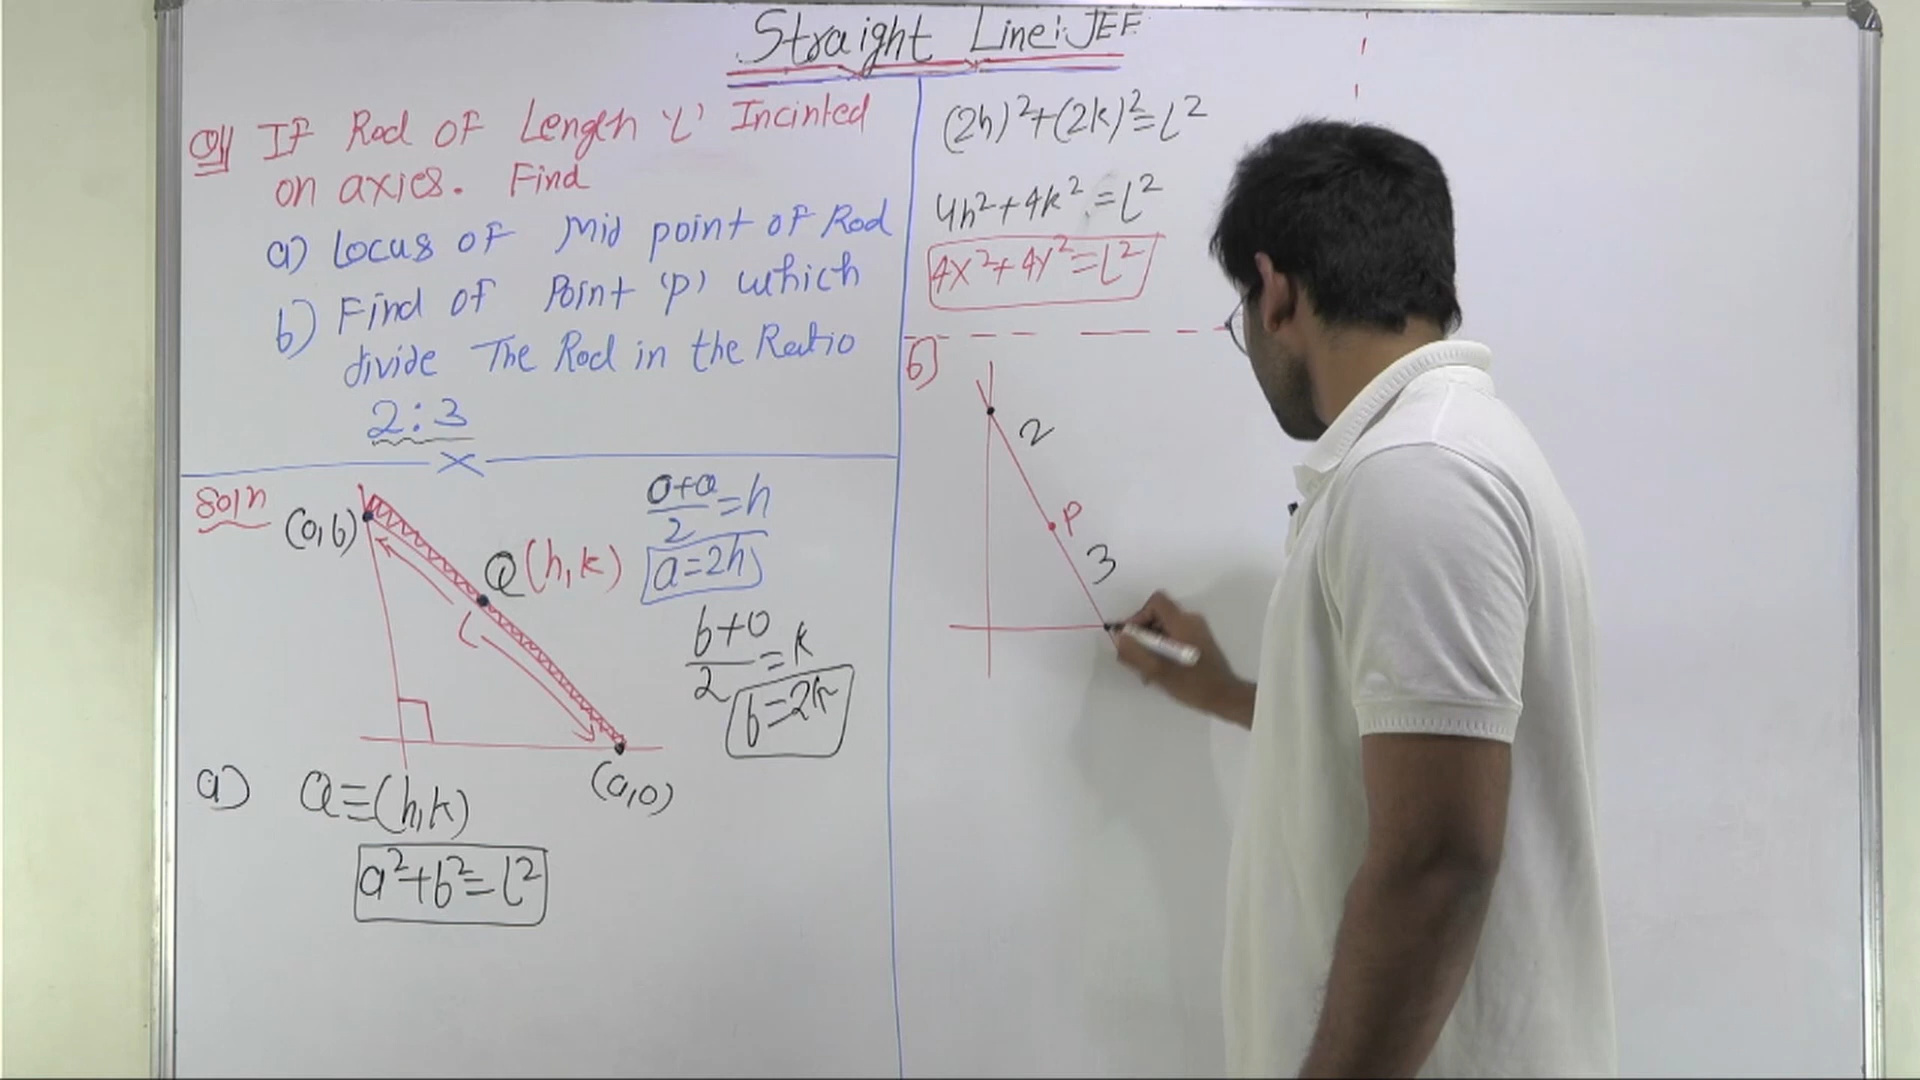 Straight Line: JEE
Q1 IF Rod OF Length 'L' Incinted
on axies. Find
a) Locus OF Mid point OF Rod
b) Find OF Point 'P' which
divide The Rod in the Ratio
2:3
Soln
(0,b)
Q(h,k)
L
(a,0)
0+a/2=h
a=2h
b+0/2=k
b=2k
a) Q≡(h,k)
a²+b²=l²
(2h)²+(2k)²=L²
4h²+4k²=L²
4x²+4y²=L²
b)
2
P
3